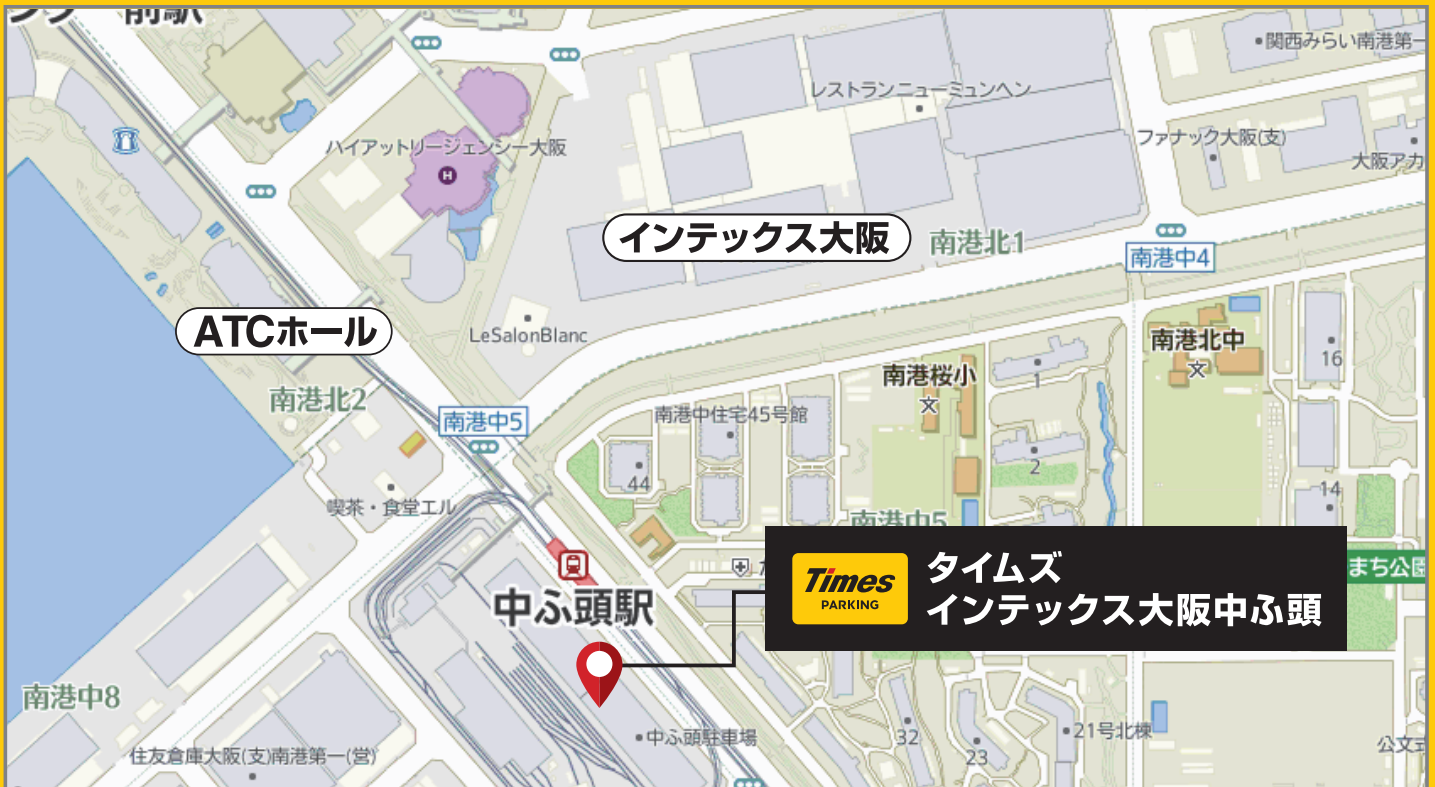 前駅
関西みらい南港第一
レストランニューミュンヘン
ファナック大阪(支)
大阪アカ
ハイアットリージェンシー大阪
H
インテックス大阪
南港北1
南港中4
ATCホール
LeSalonBlanc
南港北中
16
南港桜小
文
文
1
南港北2
南港中5
南港中住宅45号館
2
44
14
喫茶・食堂エル
南港中5
まち公園
中ふ頭駅
Times
PARKING
タイムズ
インテックス大阪中ふ頭
南港中8
中ふ頭駐車場
32
23
21号北棟
公文式
住友倉庫大阪(支)南港第一(営)